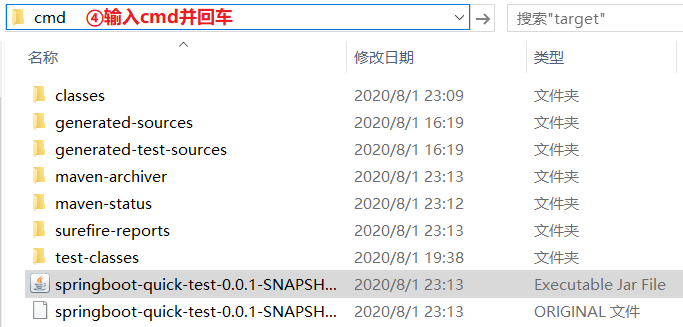 cmd ④输入cmd并回车 搜索"target"
名称 修改日期 类型
classes 2020/8/1 23:09 文件夹
generated-sources 2020/8/1 16:19 文件夹
generated-test-sources 2020/8/1 16:19 文件夹
maven-archiver 2020/8/1 23:13 文件夹
maven-status 2020/8/1 23:12 文件夹
surefire-reports 2020/8/1 23:13 文件夹
test-classes 2020/8/1 19:38 文件夹
springboot-quick-test-0.0.1-SNAPSH... 2020/8/1 23:13 Executable Jar File
springboot-quick-test-0.0.1-SNAPSH... 2020/8/1 23:13 ORIGINAL 文件